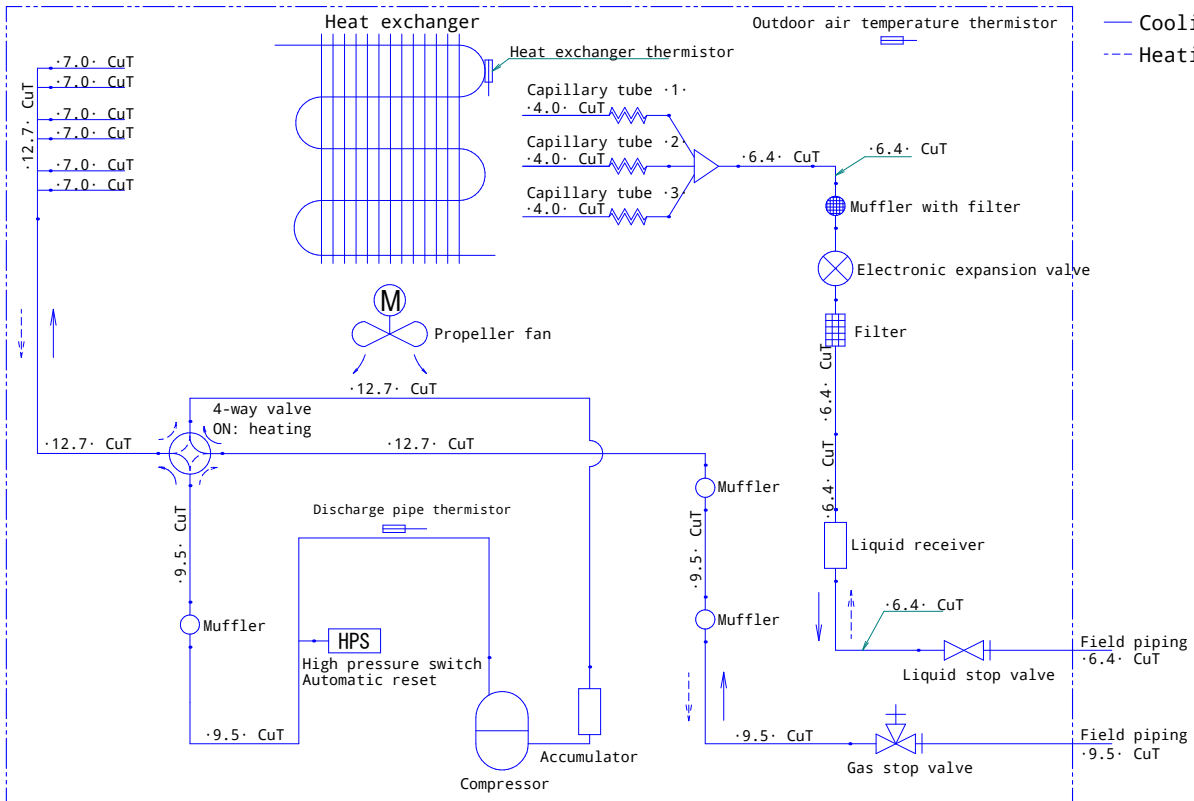 Heat exchanger
Outdoor air temperature thermistor
Cooli
Heati
Heat exchanger thermistor
·7.0· CuT
·7.0· CuT
·7.0· CuT
·7.0· CuT
·7.0· CuT
·7.0· CuT
·12.7· CuT
Capillary tube ·1·
·4.0· CuT
Capillary tube ·2·
·4.0· CuT
Capillary tube ·3·
·4.0· CuT
·6.4· CuT
·6.4· CuT
Muffler with filter
Electronic expansion valve
Filter
M
Propeller fan
·6.4· CuT
·6.4· CuT
·12.7· CuT
4-way valve
ON: heating
·12.7· CuT
·12.7· CuT
Muffler
Discharge pipe thermistor
·9.5· CuT
·9.5· CuT
Liquid receiver
Muffler
Muffler
HPS
High pressure switch
Automatic reset
·6.4· CuT
Liquid stop valve
Field piping
·6.4· CuT
·9.5· CuT
Compressor
Accumulator
·9.5· CuT
Gas stop valve
Field piping
·9.5· CuT